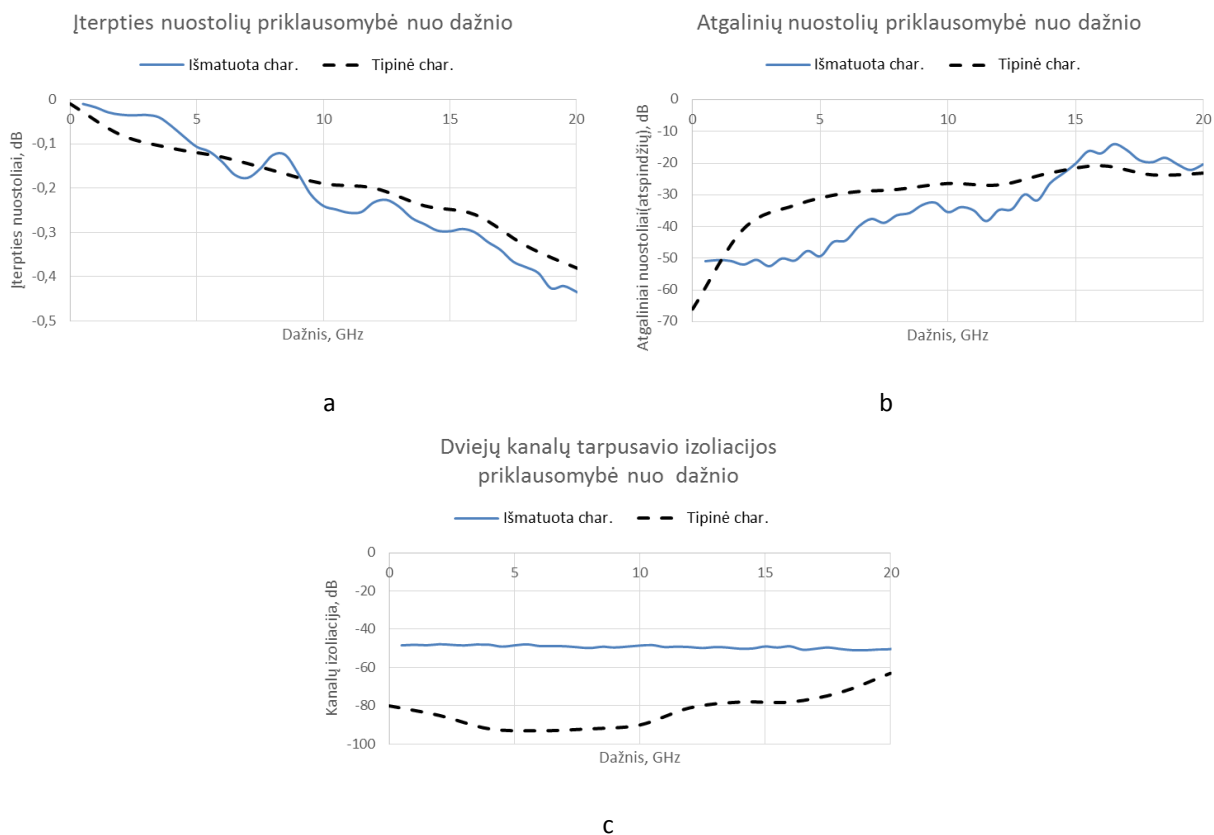 Įterpties nuostolių priklausomybė nuo dažnio
Išmatuota char. Tipinė char.
0
-0,1
-0,2
-0,3
-0,4
-0,5
0 5 10 15 20
Įterpties nuostoliai, dB
Dažnis, GHz
a
Atgalinių nuostolių priklausomybė nuo dažnio
Išmatuota char. Tipinė char.
0
-10
-20
-30
-40
-50
-60
-70
0 5 10 15 20
Atgaliniai nuostoliai(atspindžių), dB
Dažnis, GHz
b
Dviejų kanalų tarpusavio izoliacijos
priklausomybė nuo dažnio
Išmatuota char. Tipinė char.
0
-20
-40
-60
-80
-100
0 5 10 15 20
Kanalų izoliacija, dB
Dažnis, GHz
c